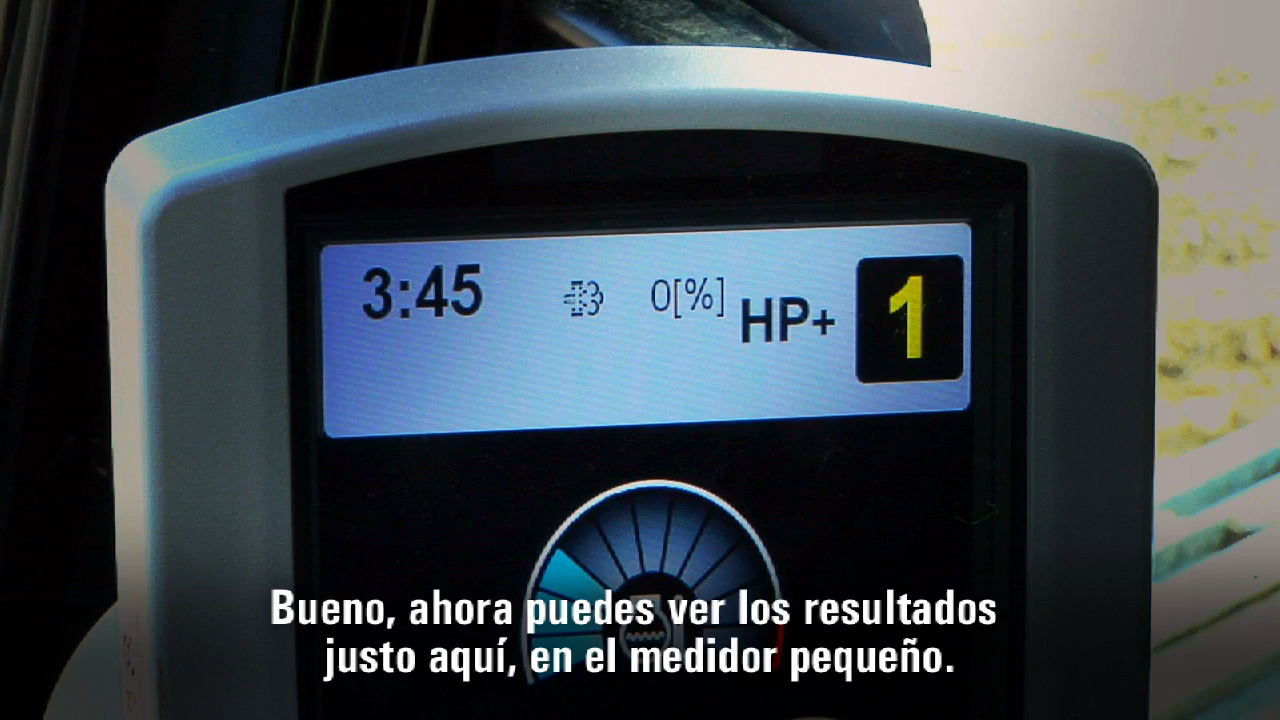 3:45 0[%] HP+ 1
Bueno, ahora puedes ver los resultados
justo aquí, en el medidor pequeño.